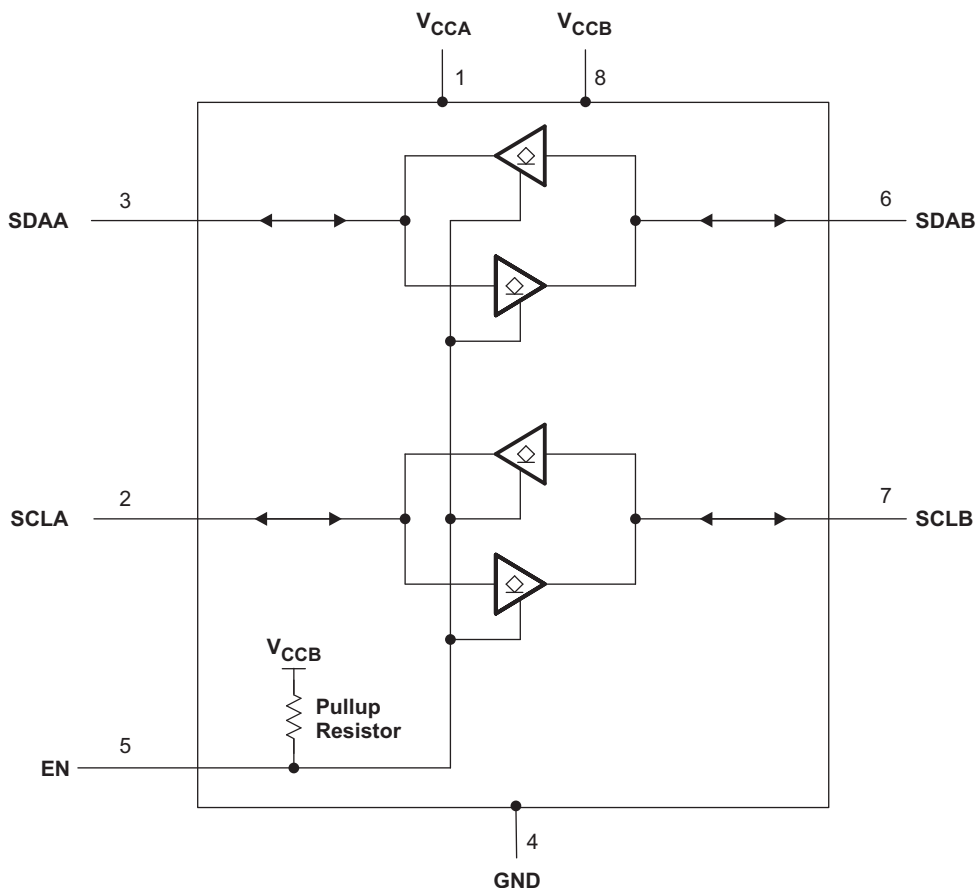 VCCA
VCCB
1
8
SDAA
3
6
SDAB
SCLA
2
7
SCLB
VCCB
Pullup
Resistor
EN
5
4
GND